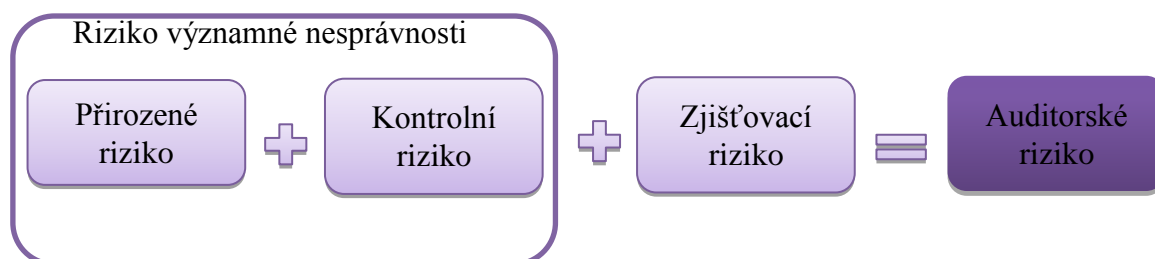 Riziko významné nesprávnosti
Přirozené
riziko
Kontrolní
riziko
Zjišťovací
riziko
Auditorské
riziko